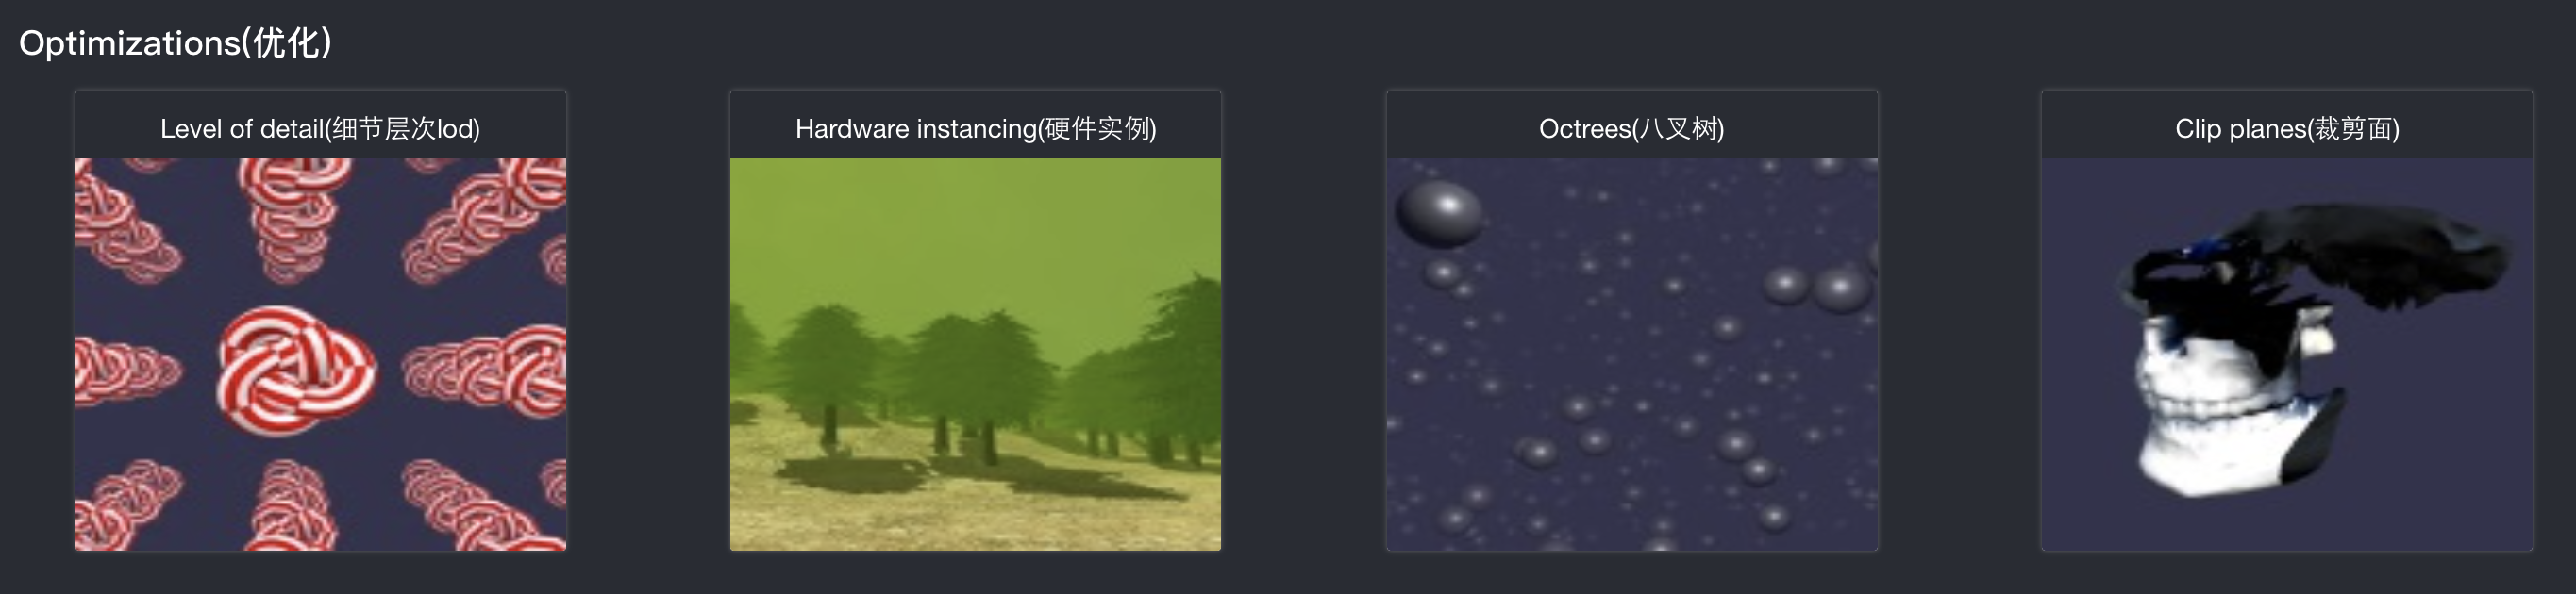 Optimizations(优化)
Level of detail(细节层次lod)
Hardware instancing(硬件实例)
Octrees(八叉树)
Clip planes(裁剪面)